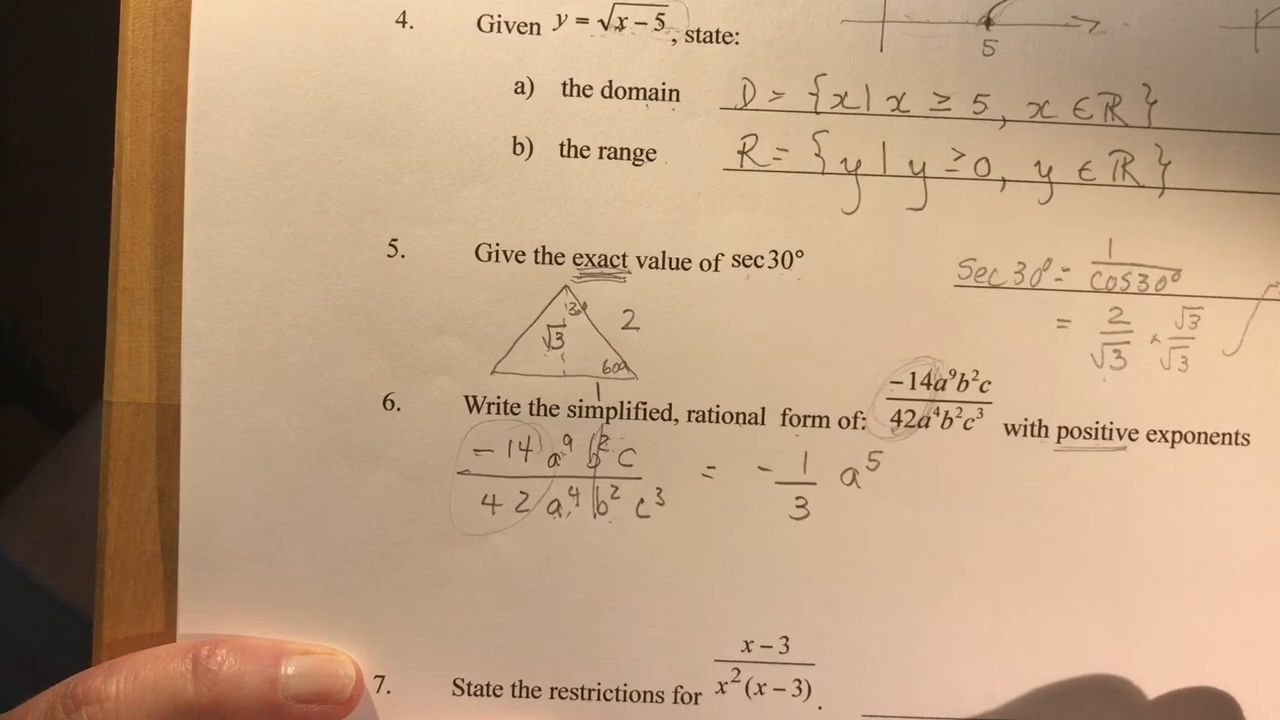 4. Given y = √x − 5, state:
5
a) the domain D = {x | x ≥ 5, x ∈ ℝ}
b) the range R = {y | y ≥ 0, y ∈ ℝ}
5. Give the exact value of sec 30°
sec 30° = 1 / cos 30°
= 2/√3 × √3/√3
30°
√3 2
60°
1
6. Write the simplified, rational form of: −14a⁹b²c / 42a⁴b²c³ with positive exponents
−14 a⁹ b² c / 42 a⁴ b² c³ = − 1/3 a⁵
7. State the restrictions for x − 3 / x²(x − 3) .